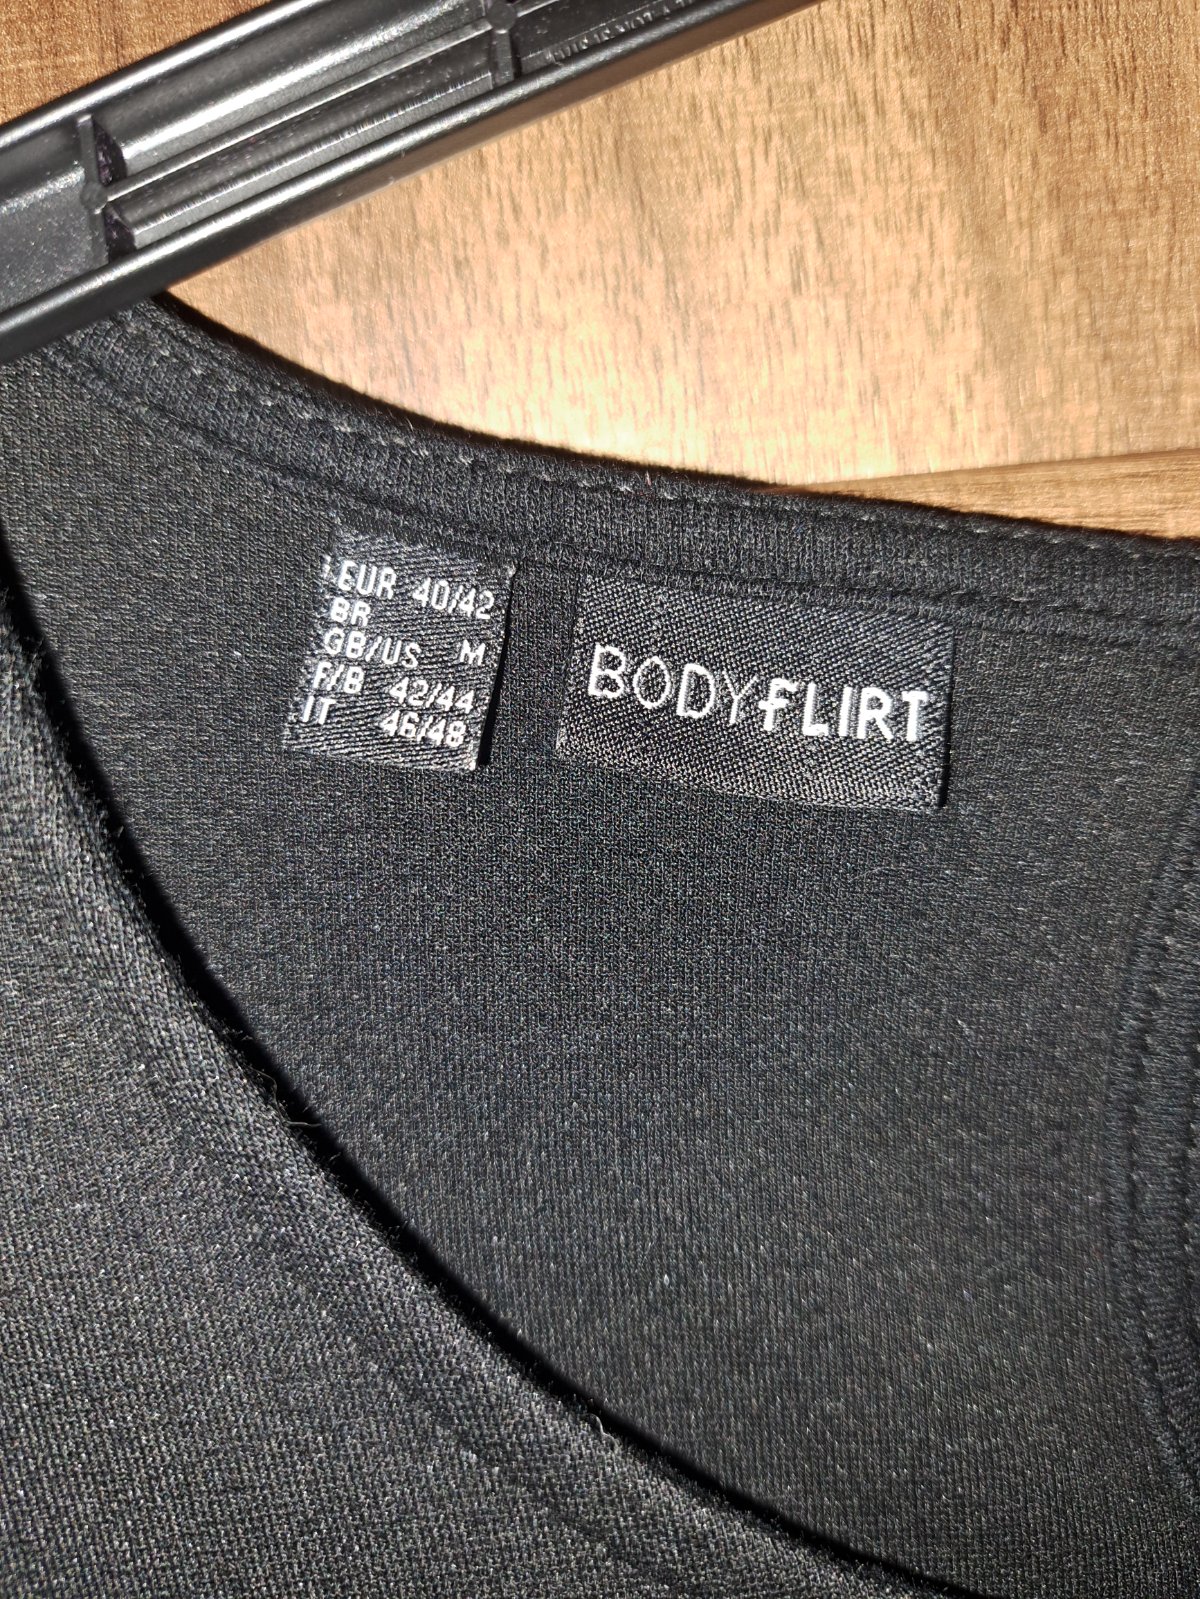 EUR 40/42
BR
GB/US M
F/B 42/44
IT 46/48
BODYFLIRT